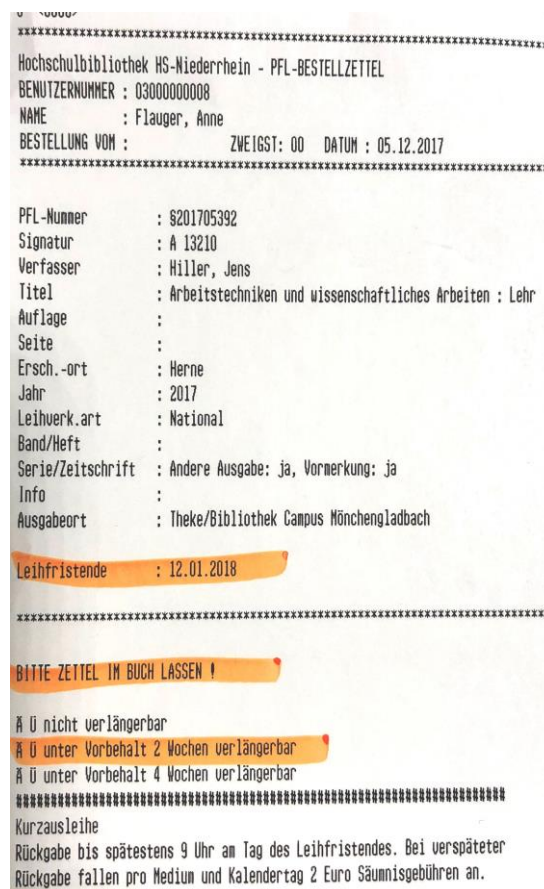 ************************************************************
Hochschulbibliothek HS-Niederrhein - PFL-BESTELLZETTEL
BENUTZERNUMMER : 03000000008
NAME : Flauger, Anne
BESTELLUNG VOM : ZWEIGST: 00 DATUM : 05.12.2017
************************************************************
PFL-Nummer : §201705392
Signatur : A 13210
Verfasser : Hiller, Jens
Titel : Arbeitstechniken und wissenschaftliches Arbeiten : Lehr
Auflage :
Seite :
Ersch.-ort : Herne
Jahr : 2017
Leihverk.art : National
Band/Heft :
Serie/Zeitschrift : Andere Ausgabe: ja, Vormerkung: ja
Info :
Ausgabeort : Theke/Bibliothek Campus Mönchengladbach
Leihfristende : 12.01.2018
************************************************************
BITTE ZETTEL IM BUCH LASSEN !
Ä Ü nicht verlängerbar
Ä Ü unter Vorbehalt 2 Wochen verlängerbar
Ä Ü unter Vorbehalt 4 Wochen verlängerbar
############################################################
Kurzausleihe
Rückgabe bis spätestens 9 Uhr am Tag des Leihfristendes. Bei verspäteter
Rückgabe fallen pro Medium und Kalendertag 2 Euro Säumnisgebühren an.